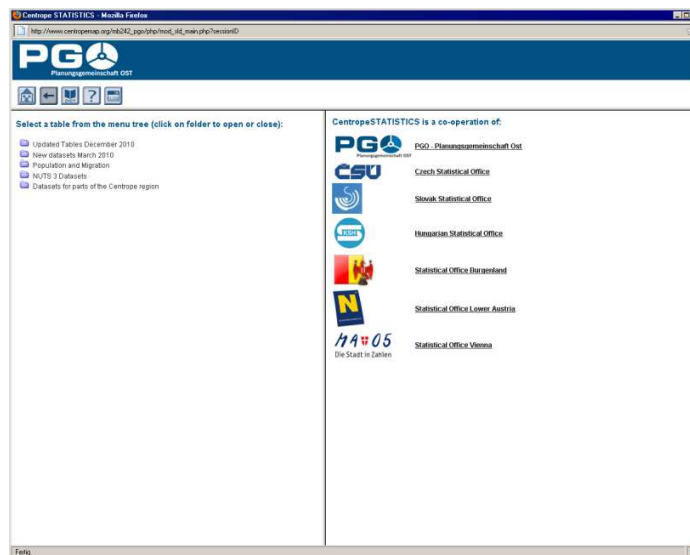 Centrope STATISTICS - Mozilla Firefox
http://www.centropemap.org/mb242_pgo/php/mod_sld_main.php?sessionID
PGO
Planungsgemeinschaft OST
Select a table from the menu tree (click on folder to open or close):
Updated Tables December 2010
New datasets March 2010
Population and Migration
NUTS 3 Datasets
Datasets for parts of the Centrope region
CentropeSTATISTICS is a co-operation of:
PGO
Planungsgemeinschaft OST
PGO - Planungsgemeinschaft Ost
ČSÚ
Czech Statistical Office
Slovak Statistical Office
KSH
Hungarian Statistical Office
Statistical Office Burgenland
N
Statistical Office Lower Austria
MA 05
Die Stadt in Zahlen
Statistical Office Vienna
Fertig